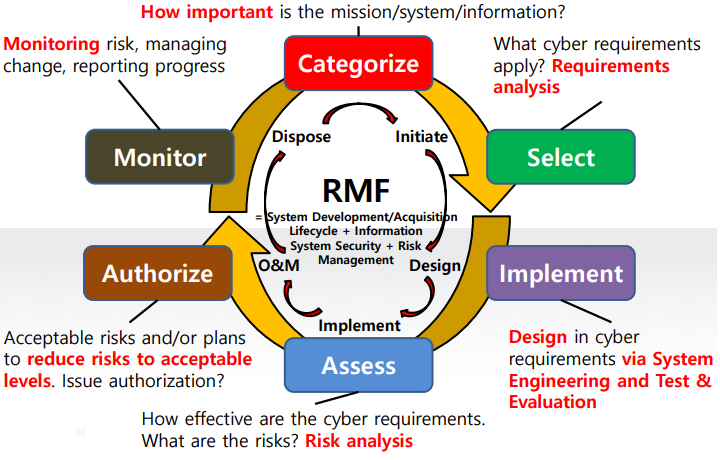 How important is the mission/system/information?
Monitoring risk, managing
change, reporting progress
Categorize
What cyber requirements
apply? Requirements
analysis
Monitor
Dispose
Initiate
Select
RMF
= System Development/Acquisition
Lifecycle + Information
System Security + Risk
Management
O&M
Design
Authorize
Implement
Implement
Acceptable risks and/or plans
to reduce risks to acceptable
levels. Issue authorization?
Assess
Design in cyber
requirements via System
Engineering and Test &
Evaluation
How effective are the cyber requirements.
What are the risks? Risk analysis